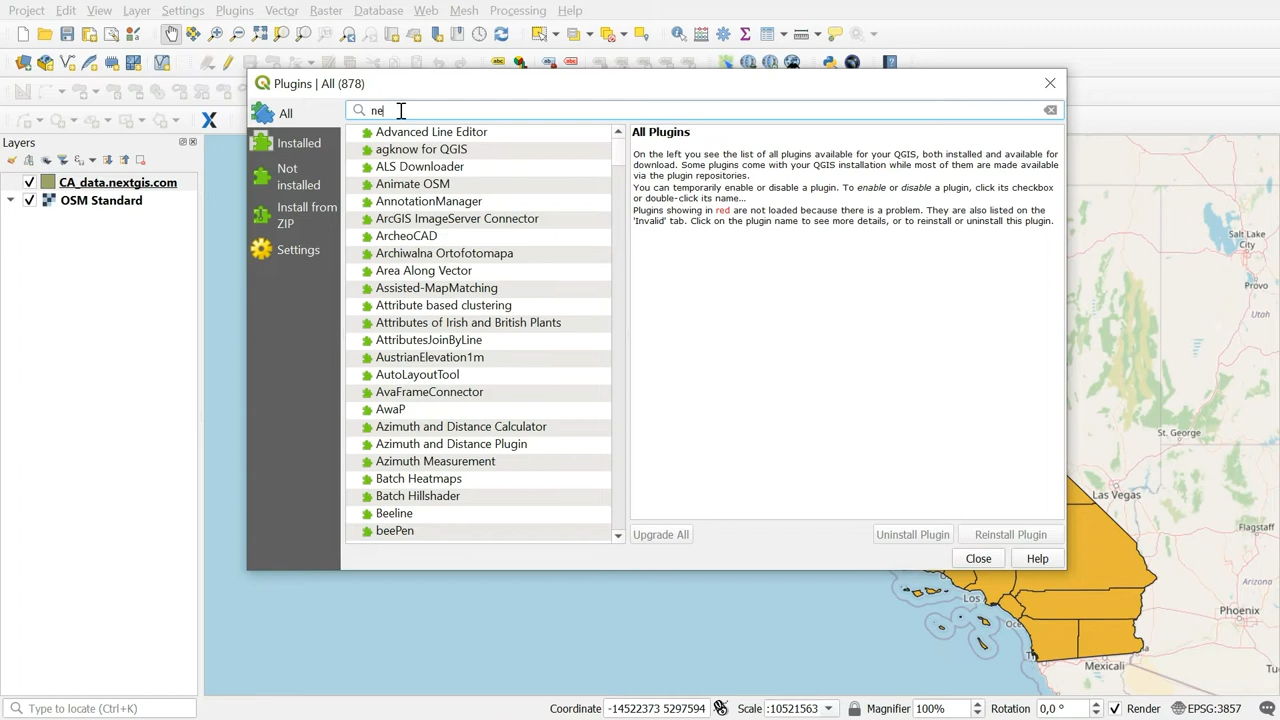 Project Edit View Layer Settings Plugins Vector Raster Database Web Mesh Processing Help
Plugins | All (878)
All
ne
Installed
Not
installed
Install from
ZIP
Settings
Advanced Line Editor
agknow for QGIS
ALS Downloader
Animate OSM
AnnotationManager
ArcGIS ImageServer Connector
ArcheoCAD
Archiwalna Ortofotomapa
Area Along Vector
Assisted-MapMatching
Attribute based clustering
Attributes of Irish and British Plants
AttributesJoinByLine
AustrianElevation1m
AutoLayoutTool
AvaFrameConnector
AwaP
Azimuth and Distance Calculator
Azimuth and Distance Plugin
Azimuth Measurement
Batch Heatmaps
Batch Hillshader
Beeline
beePen
All Plugins
On the left you see the list of all plugins available for your QGIS, both installed and available for
download. Some plugins come with your QGIS installation while most of them are made available
via the plugin repositories.
You can temporarily enable or disable a plugin. To enable or disable a plugin, click its checkbox
or double-click its name...
Plugins showing in red are not loaded because there is a problem. They are also listed on the
'Invalid' tab. Click on the plugin name to see more details, or to reinstall or uninstall this plugin.
Upgrade All
Uninstall Plugin
Reinstall Plugin
Close
Help
Layers
CA_data.nextgis.com
OSM Standard
Salt Lake
City
Provo
Utah
St. George
Las Vegas
Flagstaff
Arizona
Phoenix
Los
Mexicali
Type to locate (Ctrl+K)
Coordinate -14522373 5297594
Scale :10521563
Magnifier 100%
Rotation 0,0 °
Render
EPSG:3857